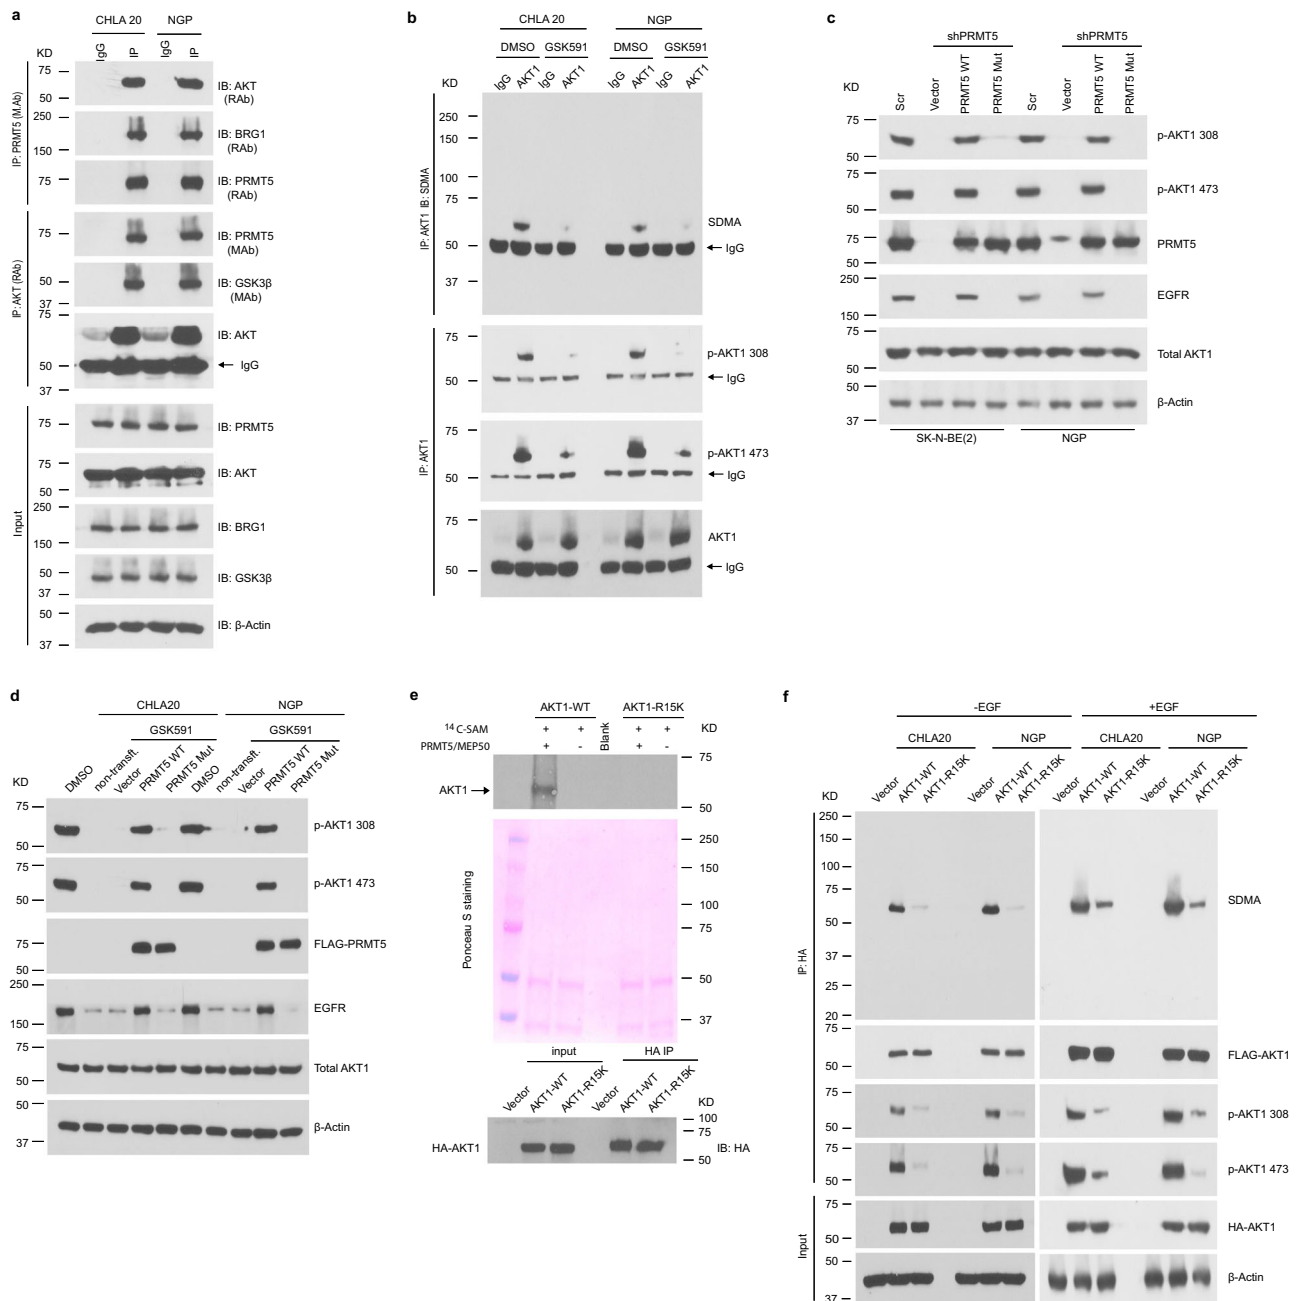 a
CHLA 20 NGP
KD IgG IP IgG IP
IP: PRMT5 (M.Ab)
75
50
IB: AKT
(RAb)
250
150
IB: BRG1
(RAb)
75
IB: PRMT5
(RAb)
IP:AKT (RAb)
75
IB: PRMT5
(MAb)
50
37
IB: GSK3β
(MAb)
75
IB: AKT
50
← IgG
37
Input
75
IB: PRMT5
75
50
IB: AKT
250
150
IB: BRG1
50
37
IB: GSK3β
50
37
IB: β-Actin
b
CHLA 20 NGP
DMSO GSK591 DMSO GSK591
KD IgG AKT1 IgG AKT1 IgG AKT1 IgG AKT1
IP: AKT1 IB: SDMA
250
150
100
75
50
37
SDMA
← IgG
IP: AKT1
75
50
p-AKT1 308
← IgG
75
50
p-AKT1 473
← IgG
75
50
AKT1
← IgG
c
shPRMT5 shPRMT5
KD Scr Vector PRMT5 WT PRMT5 Mut Scr Vector PRMT5 WT PRMT5 Mut
75
50
p-AKT1 308
75
50
p-AKT1 473
75
50
PRMT5
250
150
EGFR
75
50
Total AKT1
50
37
β-Actin
SK-N-BE(2) NGP
d
CHLA20 NGP
GSK591 GSK591
KD DMSO non-transft. Vector PRMT5 WT PRMT5 Mut DMSO non-transft. Vector PRMT5 WT PRMT5 Mut
75
50
p-AKT1 308
75
50
p-AKT1 473
75
50
FLAG-PRMT5
250
150
EGFR
75
50
Total AKT1
50
37
β-Actin
e
AKT1-WT AKT1-R15K
14C-SAM + + Blank + + KD
PRMT5/MEP50 + - + -
75
AKT1 →
50
Ponceau S staining
250
150
100
75
50
37
input HA IP
Vector AKT1-WT AKT1-R15K Vector AKT1-WT AKT1-R15K KD
100
75
HA-AKT1 IB: HA
50
f
-EGF +EGF
CHLA20 NGP CHLA20 NGP
KD Vector AKT1-WT AKT1-R15K Vector AKT1-WT AKT1-R15K Vector AKT1-WT AKT1-R15K Vector AKT1-WT AKT1-R15K
IP: HA
250
150
100
75
50
37
25
20
SDMA
75
50
FLAG-AKT1
75
50
p-AKT1 308
75
50
p-AKT1 473
Input
75
50
HA-AKT1
50
37
β-Actin